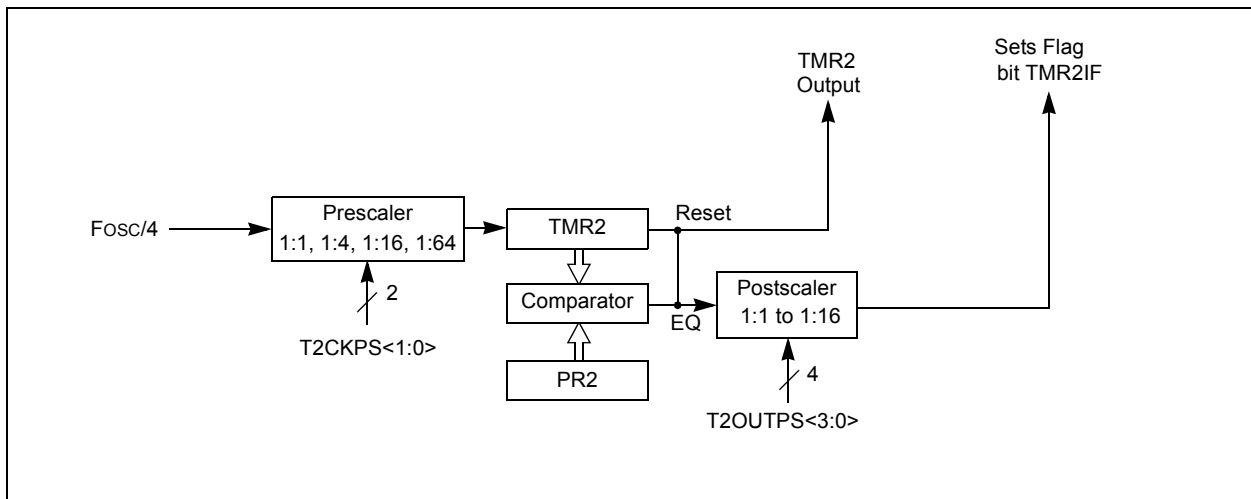 TMR2
Output
Sets Flag
bit TMR2IF
Fosc/4
Prescaler
1:1, 1:4, 1:16, 1:64
2
T2CKPS<1:0>
TMR2
Reset
Comparator
EQ
PR2
Postscaler
1:1 to 1:16
4
T2OUTPS<3:0>